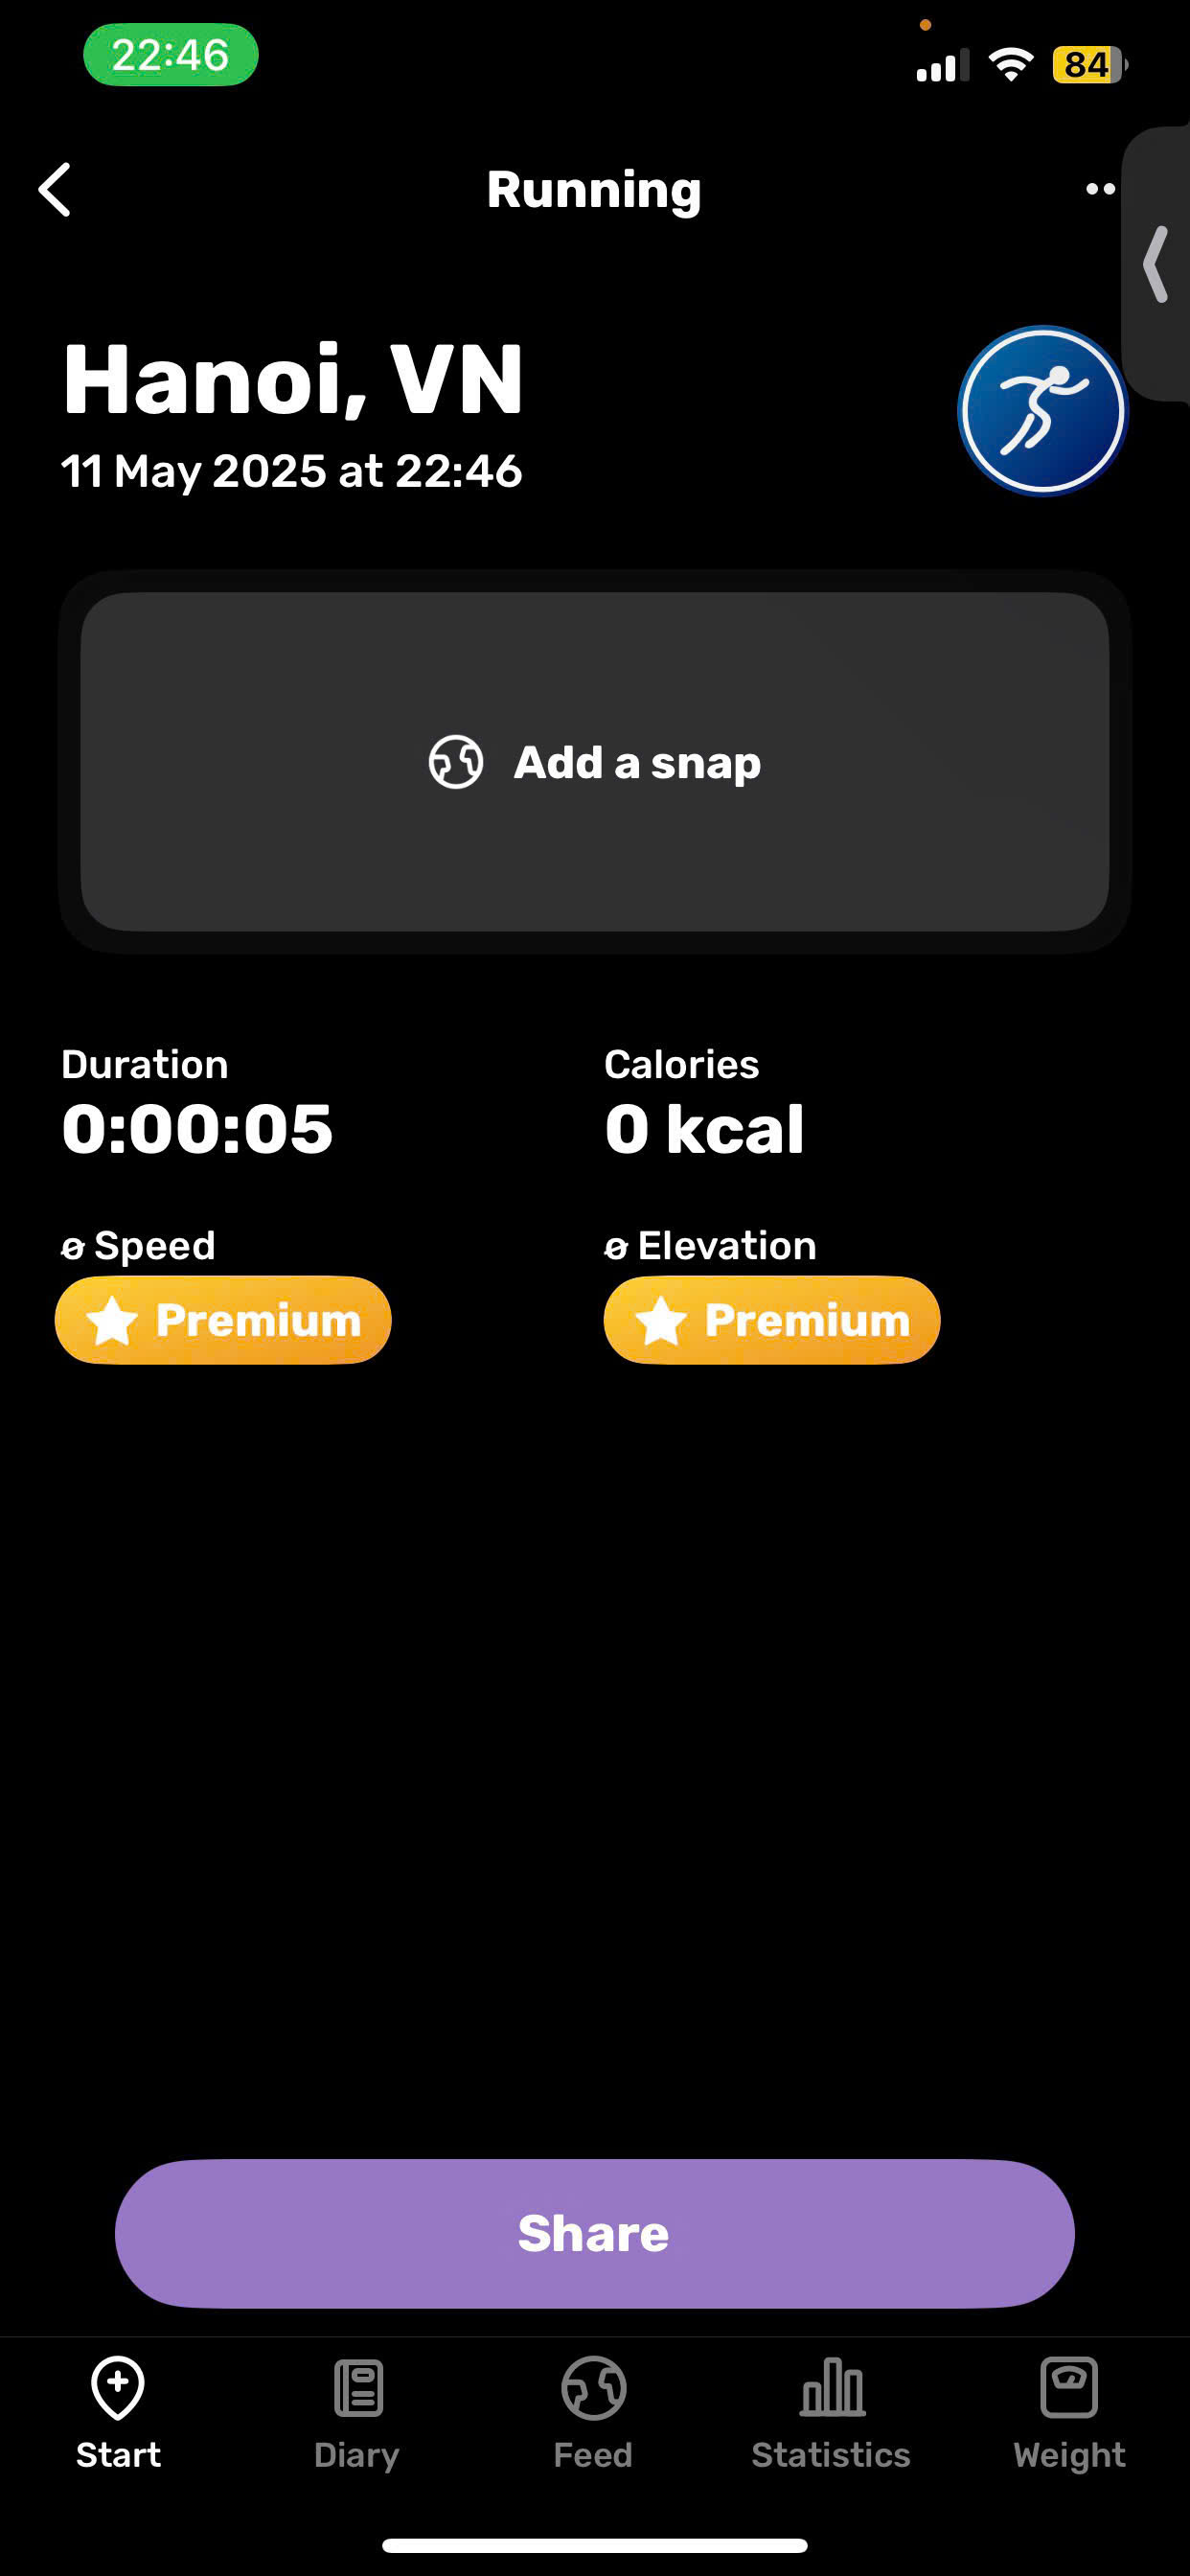 22:46
84
Running
Hanoi, VN
11 May 2025 at 22:46
Add a snap
Duration
Calories
0:00:05
0 kcal
ø Speed
ø Elevation
Premium
Premium
Share
Start
Diary
Feed
Statistics
Weight